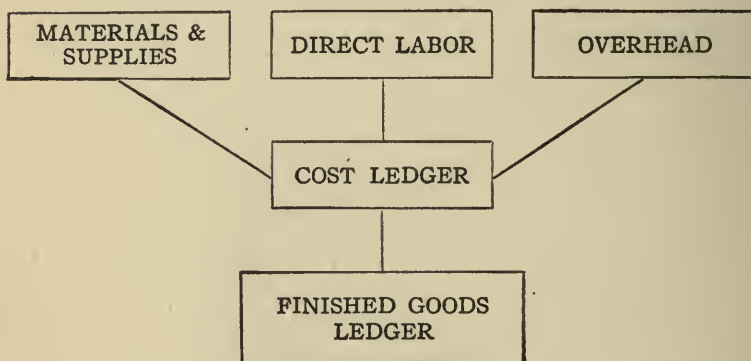 MATERIALS &
SUPPLIES
DIRECT LABOR
OVERHEAD
COST LEDGER
FINISHED GOODS
LEDGER